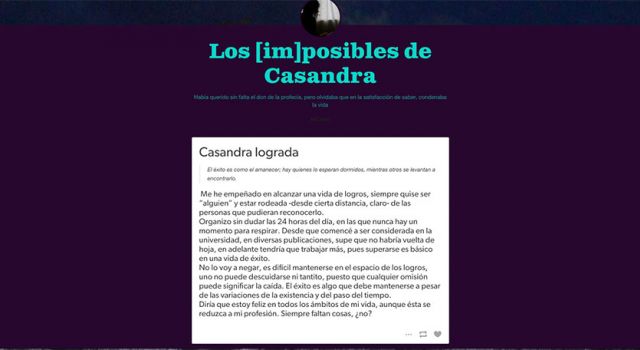 Los [im]posibles de
Casandra
Había querido sin falta el don de la profecía, pero olvidaba que en la satisfacción de saber, condenaba
la vida
Casandra lograda
El éxito es como el amanecer; hay quienes lo esperan dormidos, mientras otros se levantan a
encontrarlo.
Me he empeñado en alcanzar una vida de logros, siempre quise ser
"alguien" y estar rodeada -desde cierta distancia, claro- de las
personas que pudieran reconocerlo.
Organizo sin dudar las 24 horas del día, en las que nunca hay un
momento para respirar. Desde que comencé a ser considerada en la
universidad, en diversas publicaciones, supe que no habría vuelta de
hoja, en adelante tendría que trabajar más, pues superarse es básico
en una vida de éxito.
No lo voy a negar, es difícil mantenerse en el espacio de los logros,
uno no puede descuidarse ni tantito, puesto que cualquier omisión
puede significar la caída. El éxito es algo que debe mantenerse a pesar
de las variaciones de la existencia y del paso del tiempo.
Diría que estoy feliz en todos los ámbitos de mi vida, aunque ésta se
reduzca a mi profesión. Siempre faltan cosas, ¿no?